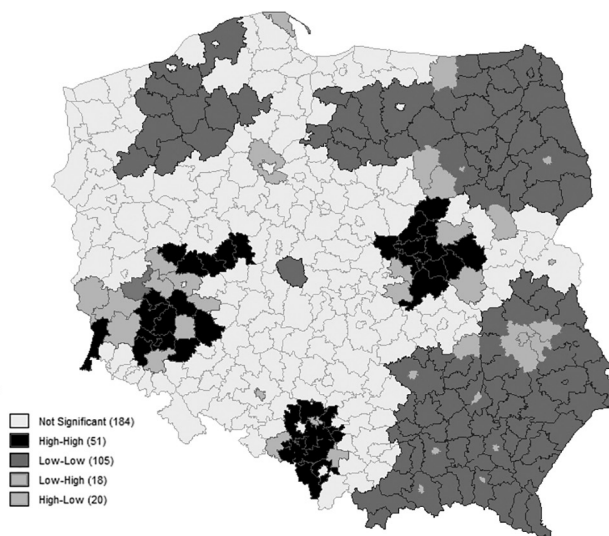 Not Significant (184)
High-High (51)
Low-Low (105)
Low-High (18)
High-Low (20)